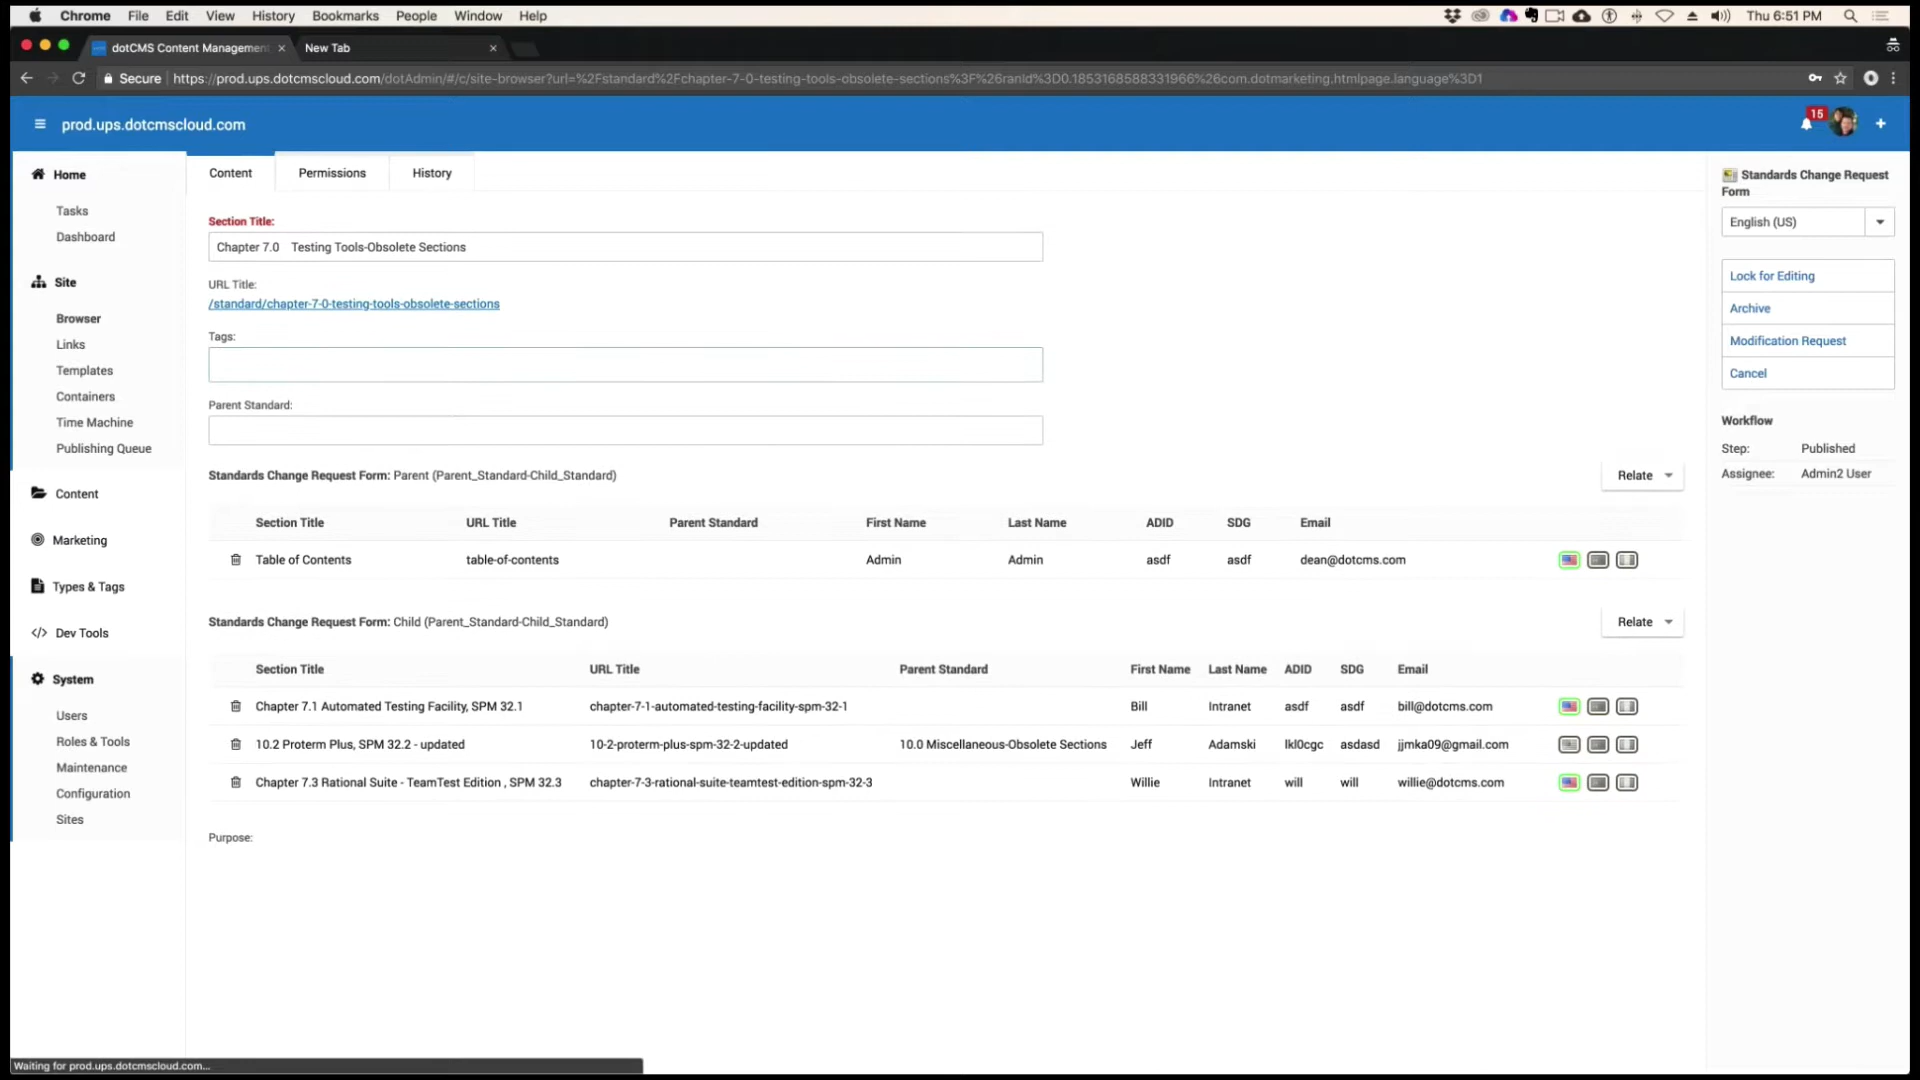 Chrome File Edit View History Bookmarks People Window Help Thu 6:51 PM
dotCMS Content Management New Tab
Secure https://prod.ups.dotcmscloud.com/dotAdmin/#/c/site-browser?url=%2Fstandard%2Fchapter-7-0-testing-tools-obsolete-sections%3F%26ranId%3D0.1853168588331966%26com.dotmarketing.htmlpage.language%3D1
prod.ups.dotcmscloud.com 15
Home
Tasks
Dashboard
Site
Browser
Links
Templates
Containers
Time Machine
Publishing Queue
Content
Marketing
Types & Tags
Dev Tools
System
Users
Roles & Tools
Maintenance
Configuration
Sites
Content Permissions History
Section Title:
Chapter 7.0 Testing Tools-Obsolete Sections
URL Title:
/standard/chapter-7-0-testing-tools-obsolete-sections
Tags:
Parent Standard:
Standards Change Request Form: Parent (Parent_Standard-Child_Standard) Relate
Section Title URL Title Parent Standard First Name Last Name ADID SDG Email
Table of Contents table-of-contents Admin Admin asdf asdf dean@dotcms.com
Standards Change Request Form: Child (Parent_Standard-Child_Standard) Relate
Section Title URL Title Parent Standard First Name Last Name ADID SDG Email
Chapter 7.1 Automated Testing Facility, SPM 32.1 chapter-7-1-automated-testing-facility-spm-32-1 Bill Intranet asdf asdf bill@dotcms.com
10.2 Proterm Plus, SPM 32.2 - updated 10-2-proterm-plus-spm-32-2-updated 10.0 Miscellaneous-Obsolete Sections Jeff Adamski lkl0cgc asdasd jjmka09@gmail.com
Chapter 7.3 Rational Suite - TeamTest Edition , SPM 32.3 chapter-7-3-rational-suite-teamtest-edition-spm-32-3 Willie Intranet will will willie@dotcms.com
Purpose:
Standards Change Request
Form
English (US)
Lock for Editing
Archive
Modification Request
Cancel
Workflow
Step: Published
Assignee: Admin2 User
Waiting for prod.ups.dotcmscloud.com...